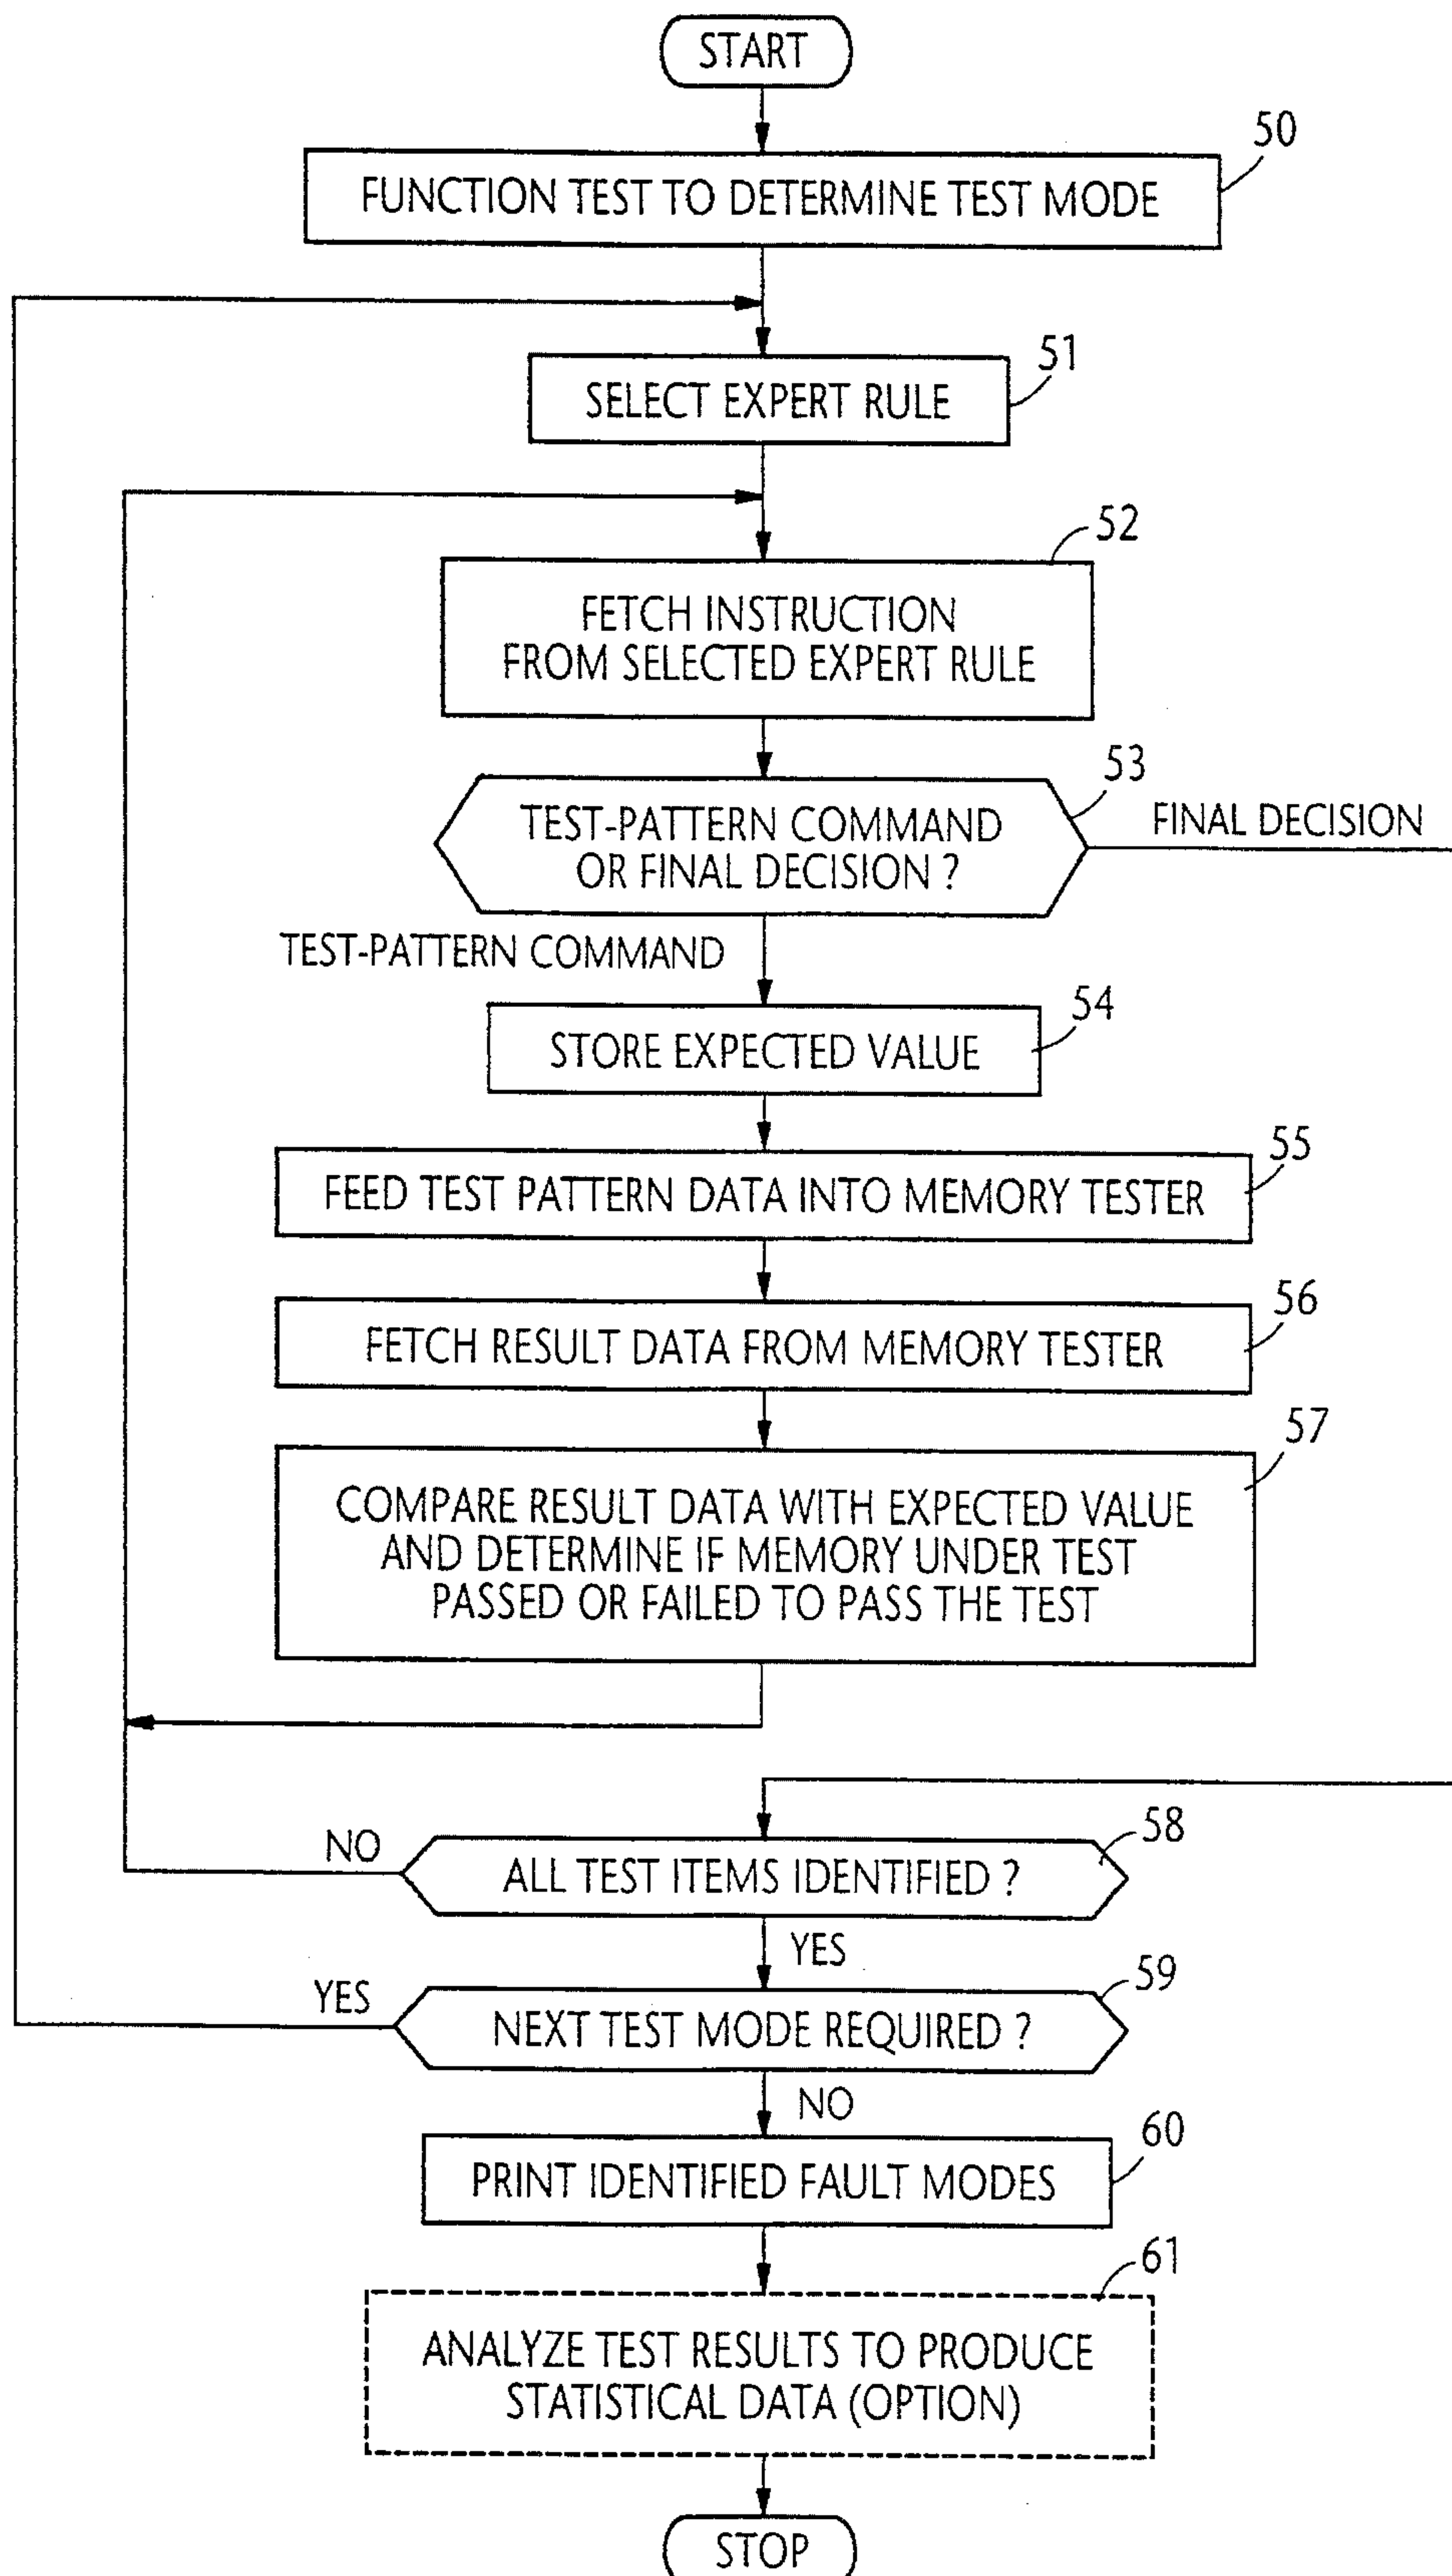 START
50
FUNCTION TEST TO DETERMINE TEST MODE
51
SELECT EXPERT RULE
52
FETCH INSTRUCTION
FROM SELECTED EXPERT RULE
53
TEST-PATTERN COMMAND
OR FINAL DECISION ?
FINAL DECISION
TEST-PATTERN COMMAND
54
STORE EXPECTED VALUE
55
FEED TEST PATTERN DATA INTO MEMORY TESTER
56
FETCH RESULT DATA FROM MEMORY TESTER
57
COMPARE RESULT DATA WITH EXPECTED VALUE
AND DETERMINE IF MEMORY UNDER TEST
PASSED OR FAILED TO PASS THE TEST
58
NO
ALL TEST ITEMS IDENTIFIED ?
YES
59
YES
NEXT TEST MODE REQUIRED ?
NO
60
PRINT IDENTIFIED FAULT MODES
61
ANALYZE TEST RESULTS TO PRODUCE
STATISTICAL DATA (OPTION)
STOP